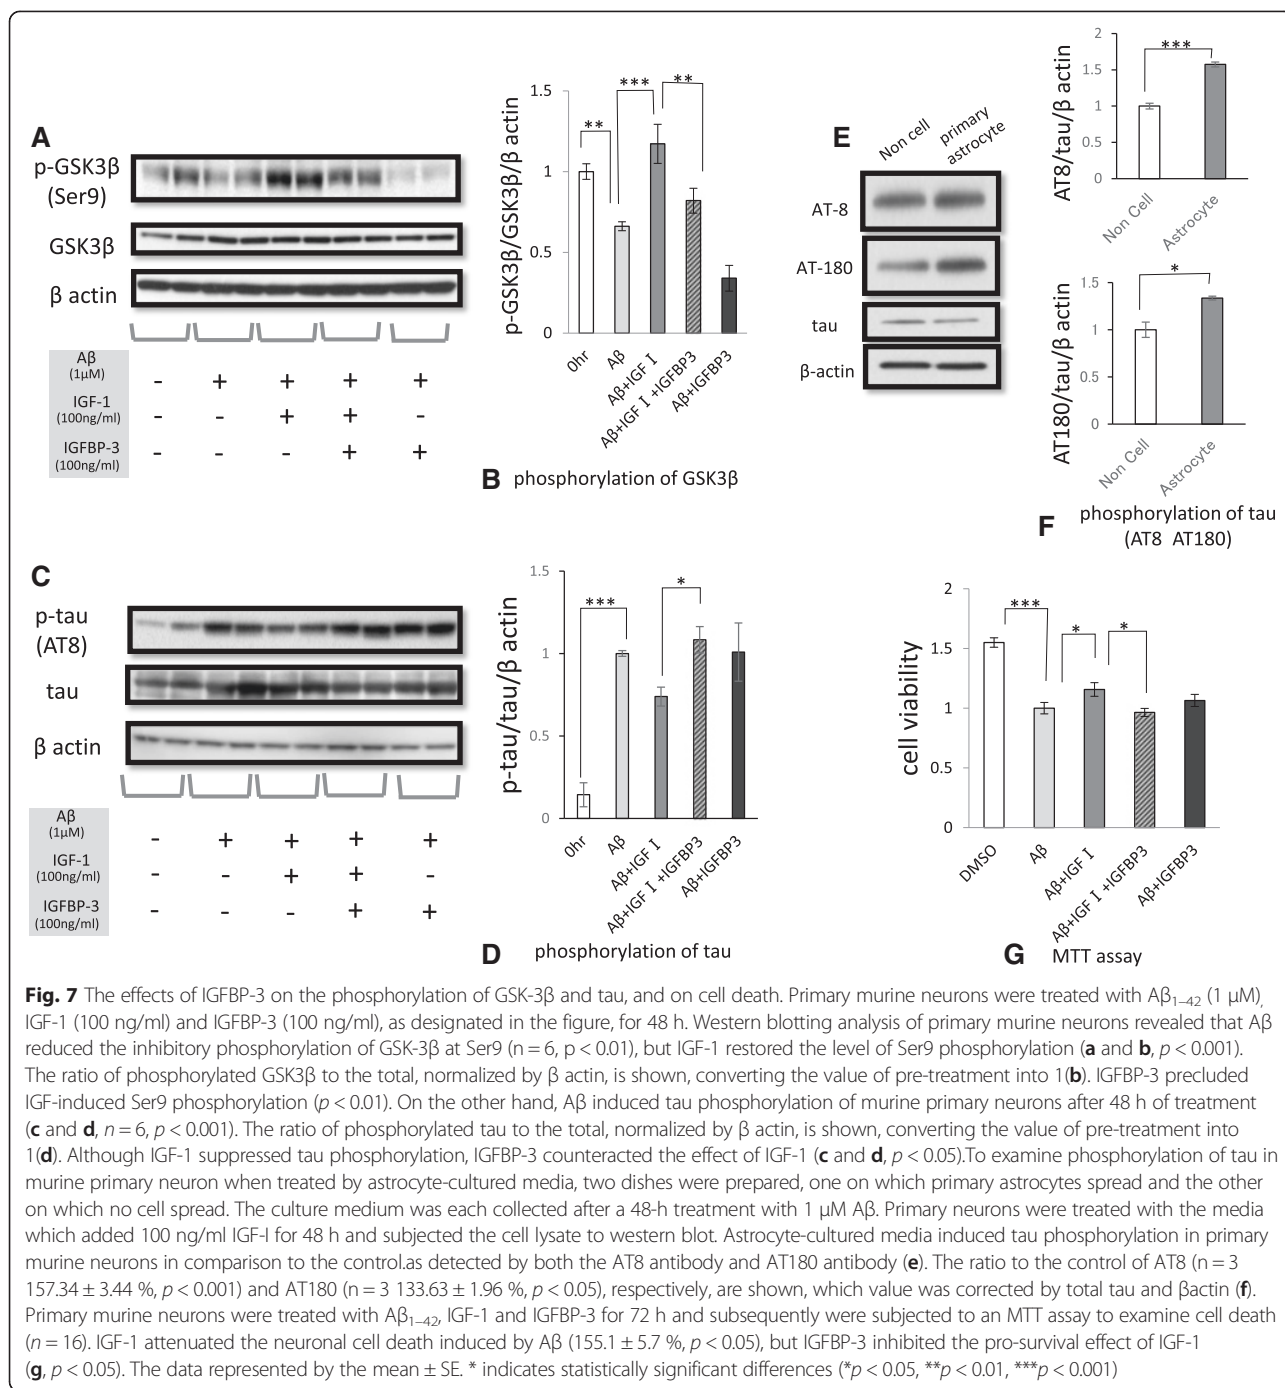 A
p-GSK3β
(Ser9)
GSK3β
β actin
Aβ
(1μM)
- + + + +
IGF-1
(100ng/ml)
- - + + -
IGFBP-3
(100ng/ml)
- - - + +
p-GSK3β/GSK3β/β actin
1.5
1
0.5
0
** *** **
0hr
Aβ
Aβ+IGF I
Aβ+IGF I +IGFBP3
Aβ+IGFBP3
B phosphorylation of GSK3β
E
Non cell
primary
astrocyte
AT-8
AT-180
tau
β-actin
AT8/tau/β actin
2
1
1
0
0
***
Non Cell
Astrocyte
AT180/tau/β actin
1.5
1
1
0
*
Non Cell
Astrocyte
F phosphorylation of tau
(AT8 AT180)
C
p-tau
(AT8)
tau
β actin
Aβ
(1μM)
- + + + +
IGF-1
(100ng/ml)
- - + + -
IGFBP-3
(100ng/ml)
- - - + +
p-tau/tau/β actin
1.5
1
0.5
0
*** *
0hr
Aβ
Aβ+IGF I
Aβ+IGF I +IGFBP3
Aβ+IGFBP3
D phosphorylation of tau
cell viability
2
1.5
1
0.5
0
*** * *
DMSO
Aβ
Aβ+IGF I
Aβ+IGF I +IGFBP3
Aβ+IGFBP3
G MTT assay
Fig. 7 The effects of IGFBP-3 on the phosphorylation of GSK-3β and tau, and on cell death. Primary murine neurons were treated with Aβ1–42 (1 μM),
IGF-1 (100 ng/ml) and IGFBP-3 (100 ng/ml), as designated in the figure, for 48 h. Western blotting analysis of primary murine neurons revealed that Aβ
reduced the inhibitory phosphorylation of GSK-3β at Ser9 (n = 6, p < 0.01), but IGF-1 restored the level of Ser9 phosphorylation (a and b, p < 0.001).
The ratio of phosphorylated GSK3β to the total, normalized by β actin, is shown, converting the value of pre-treatment into 1(b). IGFBP-3 precluded
IGF-induced Ser9 phosphorylation (p < 0.01). On the other hand, Aβ induced tau phosphorylation of murine primary neurons after 48 h of treatment
(c and d, n = 6, p < 0.001). The ratio of phosphorylated tau to the total, normalized by β actin, is shown, converting the value of pre-treatment into
1(d). Although IGF-1 suppressed tau phosphorylation, IGFBP-3 counteracted the effect of IGF-1 (c and d, p < 0.05).To examine phosphorylation of tau in
murine primary neuron when treated by astrocyte-cultured media, two dishes were prepared, one on which primary astrocytes spread and the other
on which no cell spread. The culture medium was each collected after a 48-h treatment with 1 μM Aβ. Primary neurons were treated with the media
which added 100 ng/ml IGF-I for 48 h and subjected the cell lysate to western blot. Astrocyte-cultured media induced tau phosphorylation in primary
murine neurons in comparison to the control.as detected by both the AT8 antibody and AT180 antibody (e). The ratio to the control of AT8 (n = 3
157.34 ± 3.44 %, p < 0.001) and AT180 (n = 3 133.63 ± 1.96 %, p < 0.05), respectively, are shown, which value was corrected by total tau and βactin (f).
Primary murine neurons were treated with Aβ1–42, IGF-1 and IGFBP-3 for 72 h and subsequently were subjected to an MTT assay to examine cell death
(n = 16). IGF-1 attenuated the neuronal cell death induced by Aβ (155.1 ± 5.7 %, p < 0.05), but IGFBP-3 inhibited the pro-survival effect of IGF-1
(g, p < 0.05). The data represented by the mean ± SE. * indicates statistically significant differences (*p < 0.05, **p < 0.01, ***p < 0.001)